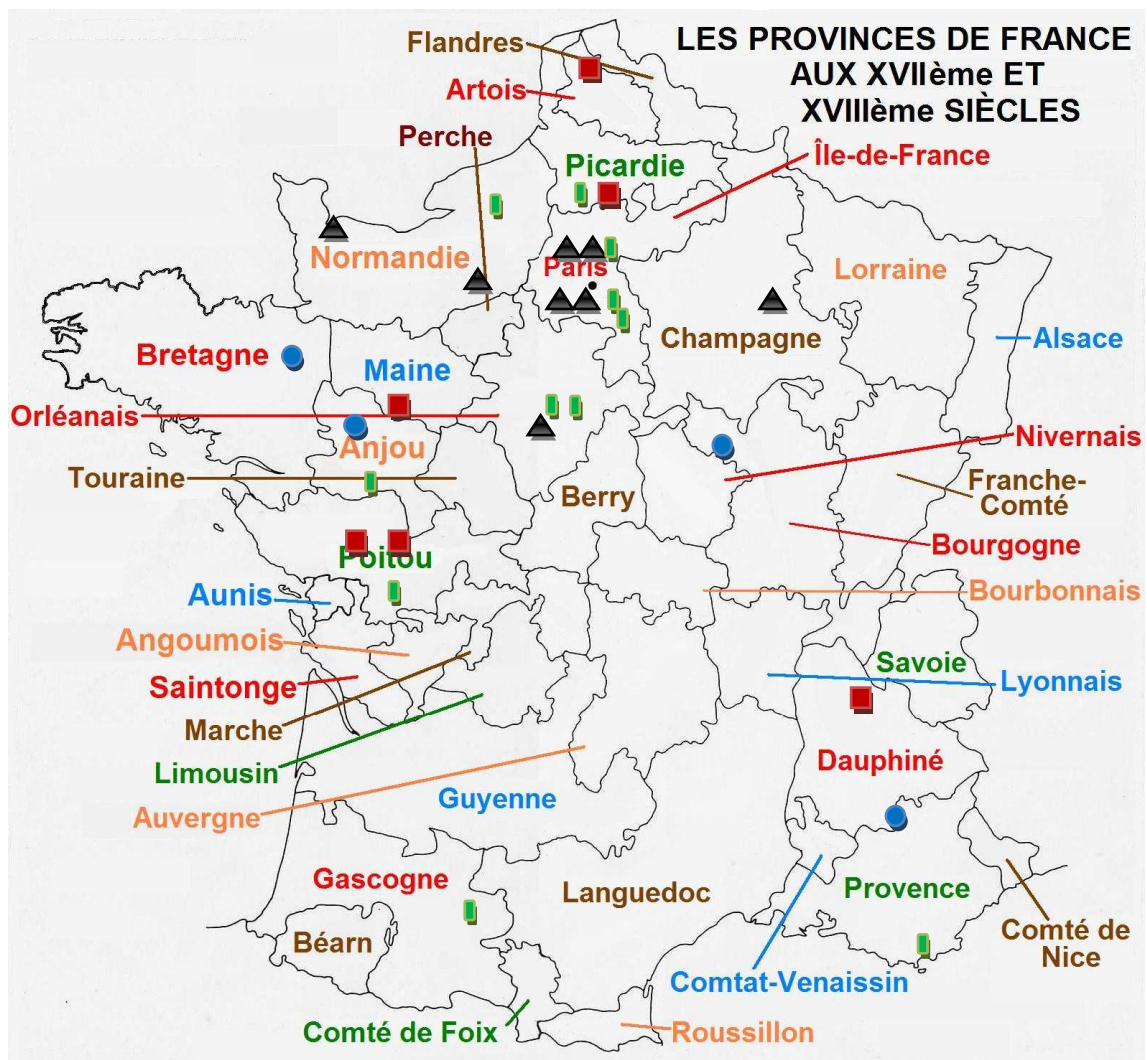 LES PROVINCES DE FRANCE
AUX XVIIème ET
XVIIIème SIÈCLES
Flandres
Artois
Perche
Picardie
Île-de-France
Normandie
Paris
Lorraine
Champagne
Alsace
Bretagne
Maine
Orléanais
Anjou
Nivernais
Touraine
Berry
Franche-
Comté
Bourgogne
Poitou
Aunis
Bourbonnais
Angoumois
Savoie
Saintonge
Lyonnais
Marche
Limousin
Dauphiné
Auvergne
Guyenne
Gascogne
Languedoc
Provence
Béarn
Comté de
Nice
Comtat-Venaissin
Comté de Foix
Roussillon